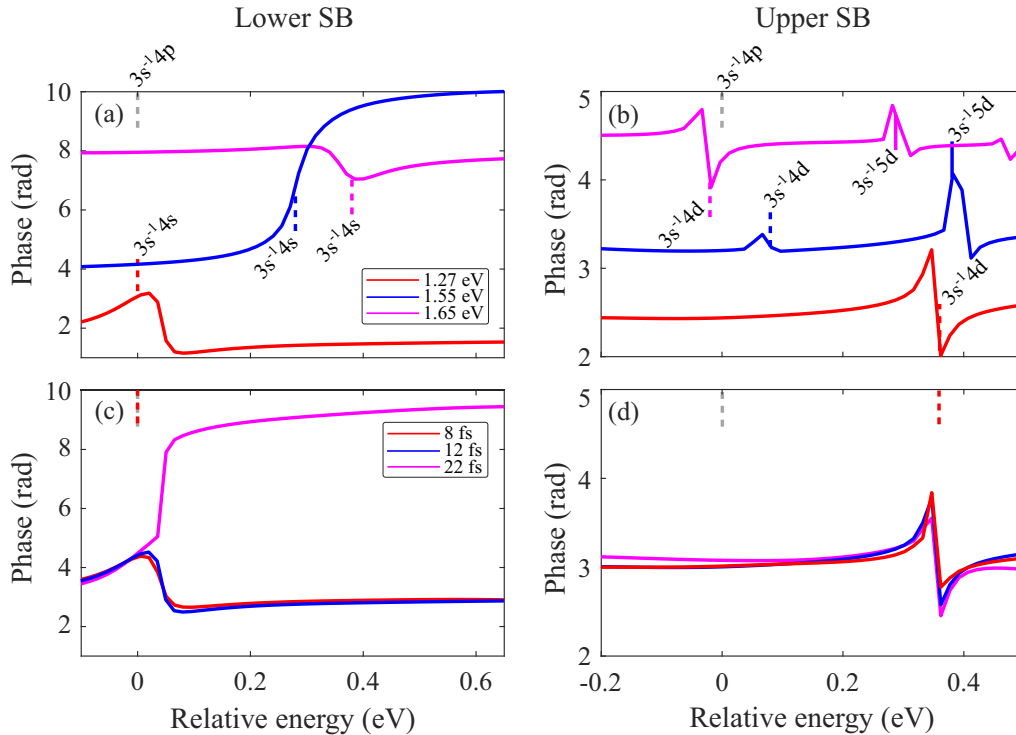 Lower SB
Upper SB
(a)
3s⁻¹4p
3s⁻¹4s
3s⁻¹4s
3s⁻¹4s
1.27 eV
1.55 eV
1.65 eV
Phase (rad)
10
8
6
4
2
(b)
3s⁻¹4p
3s⁻¹4d
3s⁻¹4d
3s⁻¹5d
3s⁻¹5d
3s⁻¹4d
Phase (rad)
5
4
3
2
(c)
8 fs
12 fs
22 fs
Phase (rad)
10
8
6
4
2
0
0.2
0.4
0.6
Relative energy (eV)
(d)
Phase (rad)
5
4
3
2
-0.2
0
0.2
0.4
Relative energy (eV)